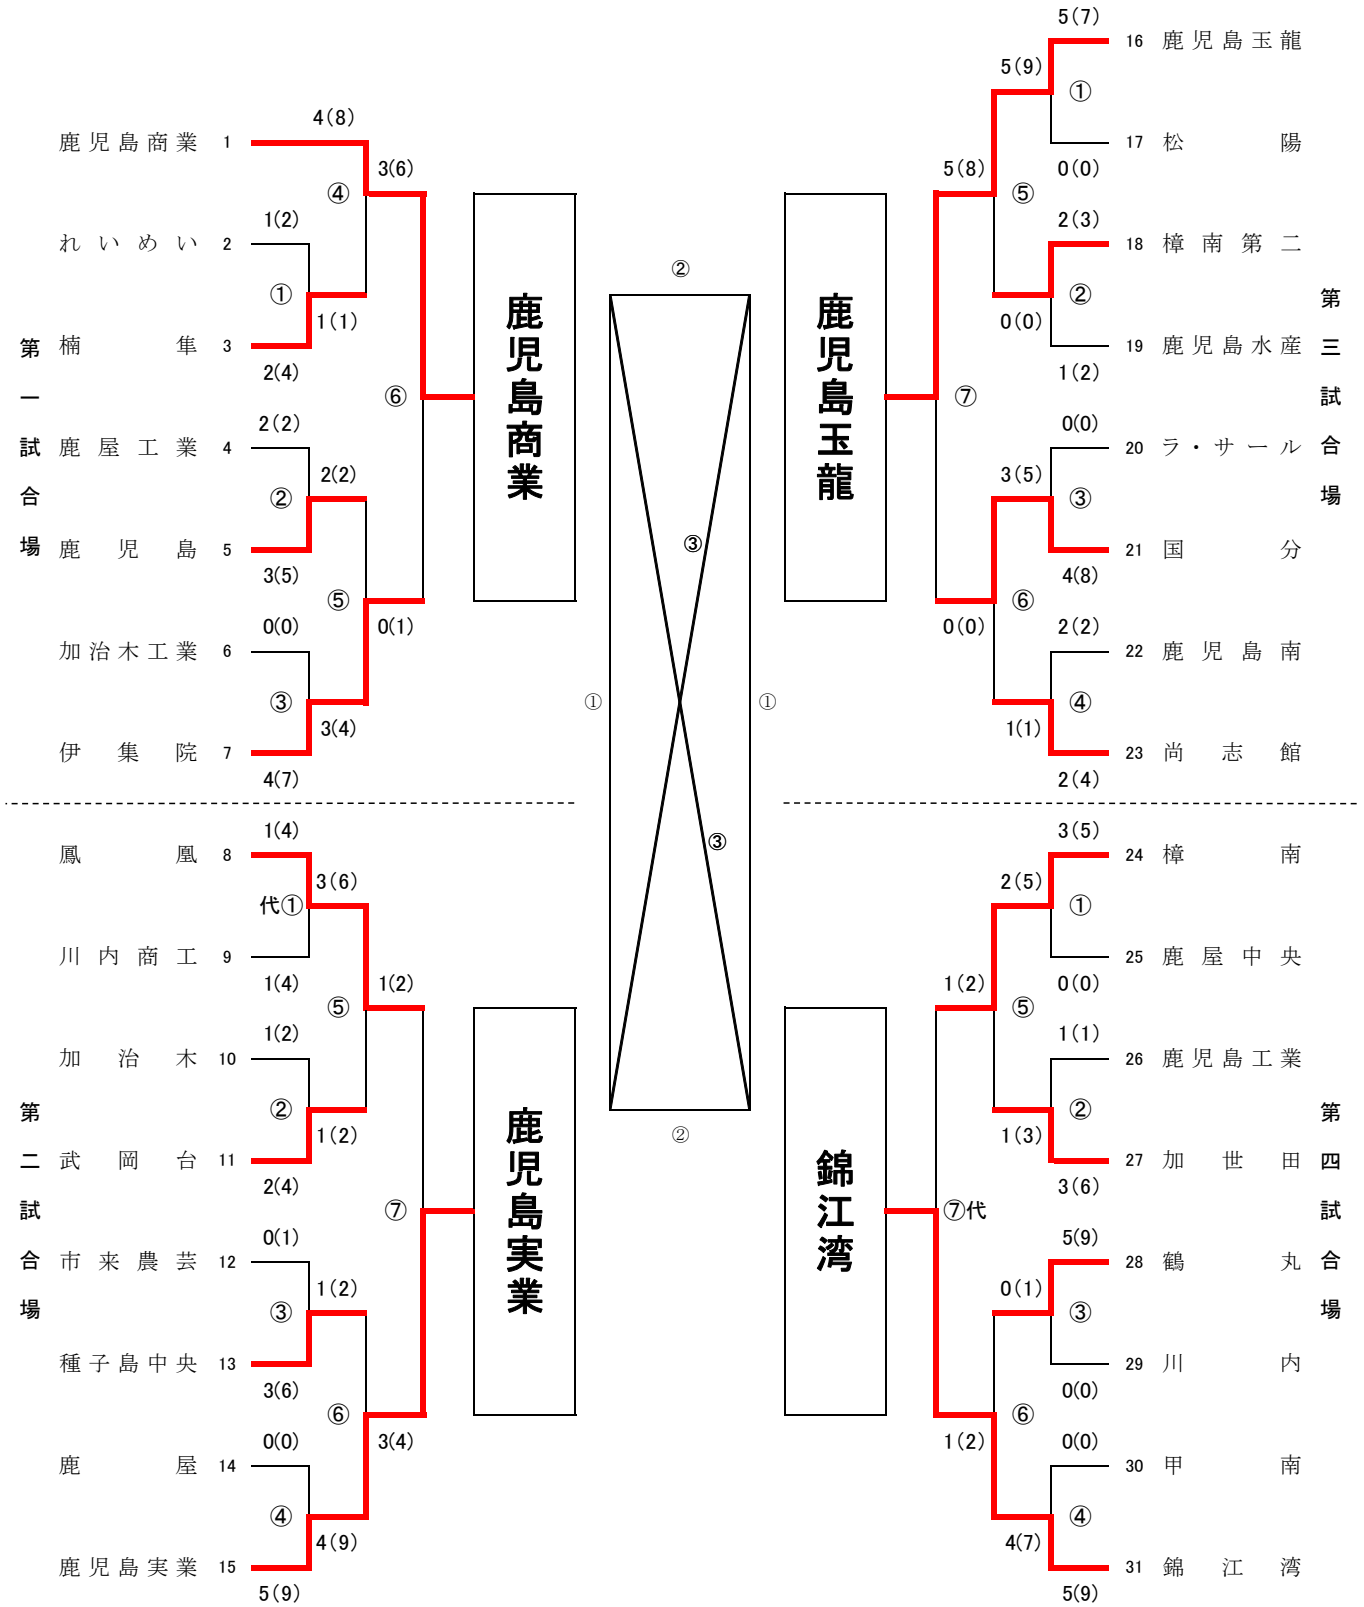 第一試合場
4(8)
鹿児島商業 1
3(6)
④
1(2)
れいめい 2
①
1(1)
楠隼 3
2(4)
⑥
2(2)
鹿屋工業 4
2(2)
②
鹿児島 5
3(5)
⑤
0(0)
0(1)
加治木工業 6
③
3(4)
伊集院 7
4(7)
鹿児島商業
第二試合場
1(4)
鳳凰 8
3(6)
代①
川内商工 9
1(4)
1(2)
⑤
1(2)
加治木 10
②
1(2)
武岡台 11
2(4)
⑦
0(1)
市来農芸 12
1(2)
③
種子島中央 13
3(6)
⑥
0(0)
3(4)
鹿屋 14
④
4(9)
鹿児島実業 15
5(9)
鹿児島実業
②
③
①
①
③
②
鹿児島玉龍
5(7)
16 鹿児島玉龍
5(9)
①
17 松陽
0(0)
5(8)
⑤
2(3)
18 樟南第二
②
0(0)
19 鹿児島水産
1(2)
⑦
0(0)
20 ラ・サール
3(5)
③
21 国分
4(8)
⑥
0(0)
2(2)
22 鹿児島南
④
1(1)
23 尚志館
2(4)
第三試合場
錦江湾
3(5)
24 樟南
2(5)
①
25 鹿屋中央
0(0)
1(2)
⑤
1(1)
26 鹿児島工業
②
1(3)
27 加世田
3(6)
⑦代
5(9)
28 鶴丸
0(1)
③
29 川内
0(0)
⑥
1(2)
0(0)
30 甲南
④
4(7)
31 錦江湾
5(9)
第四試合場